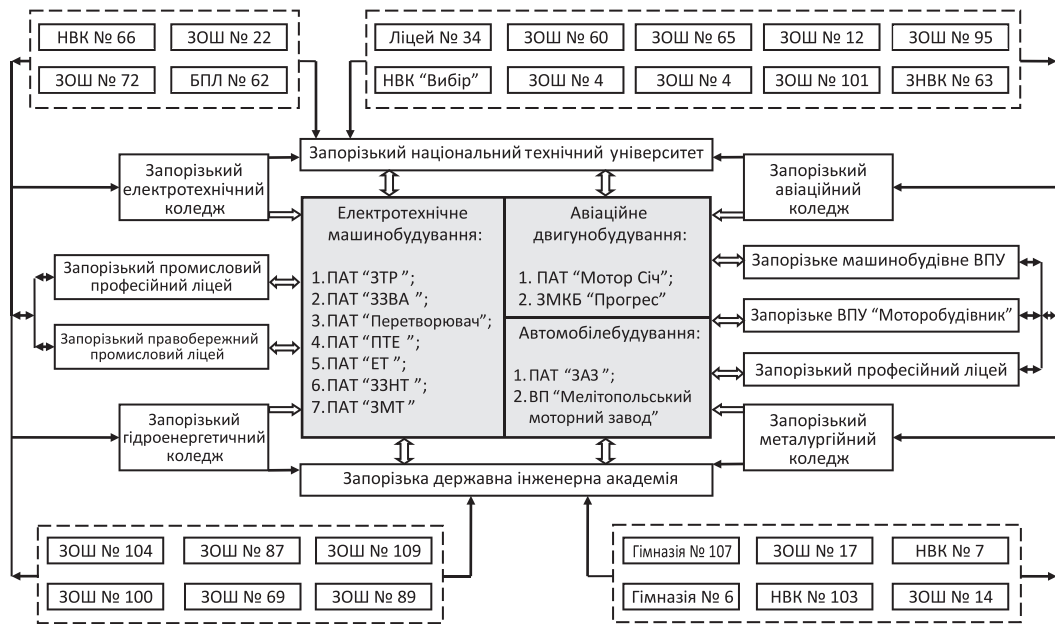 НВК № 66
ЗОШ № 22
ЗОШ № 72
БПЛ № 62
Ліцей № 34
ЗОШ № 60
ЗОШ № 65
ЗОШ № 12
ЗОШ № 95
НВК “Вибір”
ЗОШ № 4
ЗОШ № 4
ЗОШ № 101
ЗНВК № 63
Запорізький національний технічний університет
Запорізький
електротехнічний
коледж
Запорізький
авіаційний
коледж
Електротехнічне
машинобудування:
1.ПАТ “ЗТР”;
2.ПАТ “ЗЗВА”;
3.ПАТ “Перетворювач”;
4.ПАТ “ПТЕ”;
5.ПАТ “ЕТ”;
6.ПАТ “ЗЗНТ”;
7.ПАТ “ЗМТ”
Авіаційне
двигунобудування:
1. ПАТ “Мотор Січ”;
2. ЗМКБ “Прогрес”
Автомобілебудування:
1.ПАТ “ЗАЗ”;
2.ВП “Мелітопольський
моторний завод”
Запорізький промисловий
професійний ліцей
Запорізький правобережний
промисловий ліцей
Запорізьке машинобудівне ВПУ
Запорізьке ВПУ “Моторобудівник”
Запорізький професійний ліцей
Запорізький
гідроенергетичний
коледж
Запорізький
металургійний
коледж
Запорізька державна інженерна академія
ЗОШ № 104
ЗОШ № 87
ЗОШ № 109
ЗОШ № 100
ЗОШ № 69
ЗОШ № 89
Гімназія № 107
ЗОШ № 17
НВК № 7
Гімназія № 6
НВК № 103
ЗОШ № 14